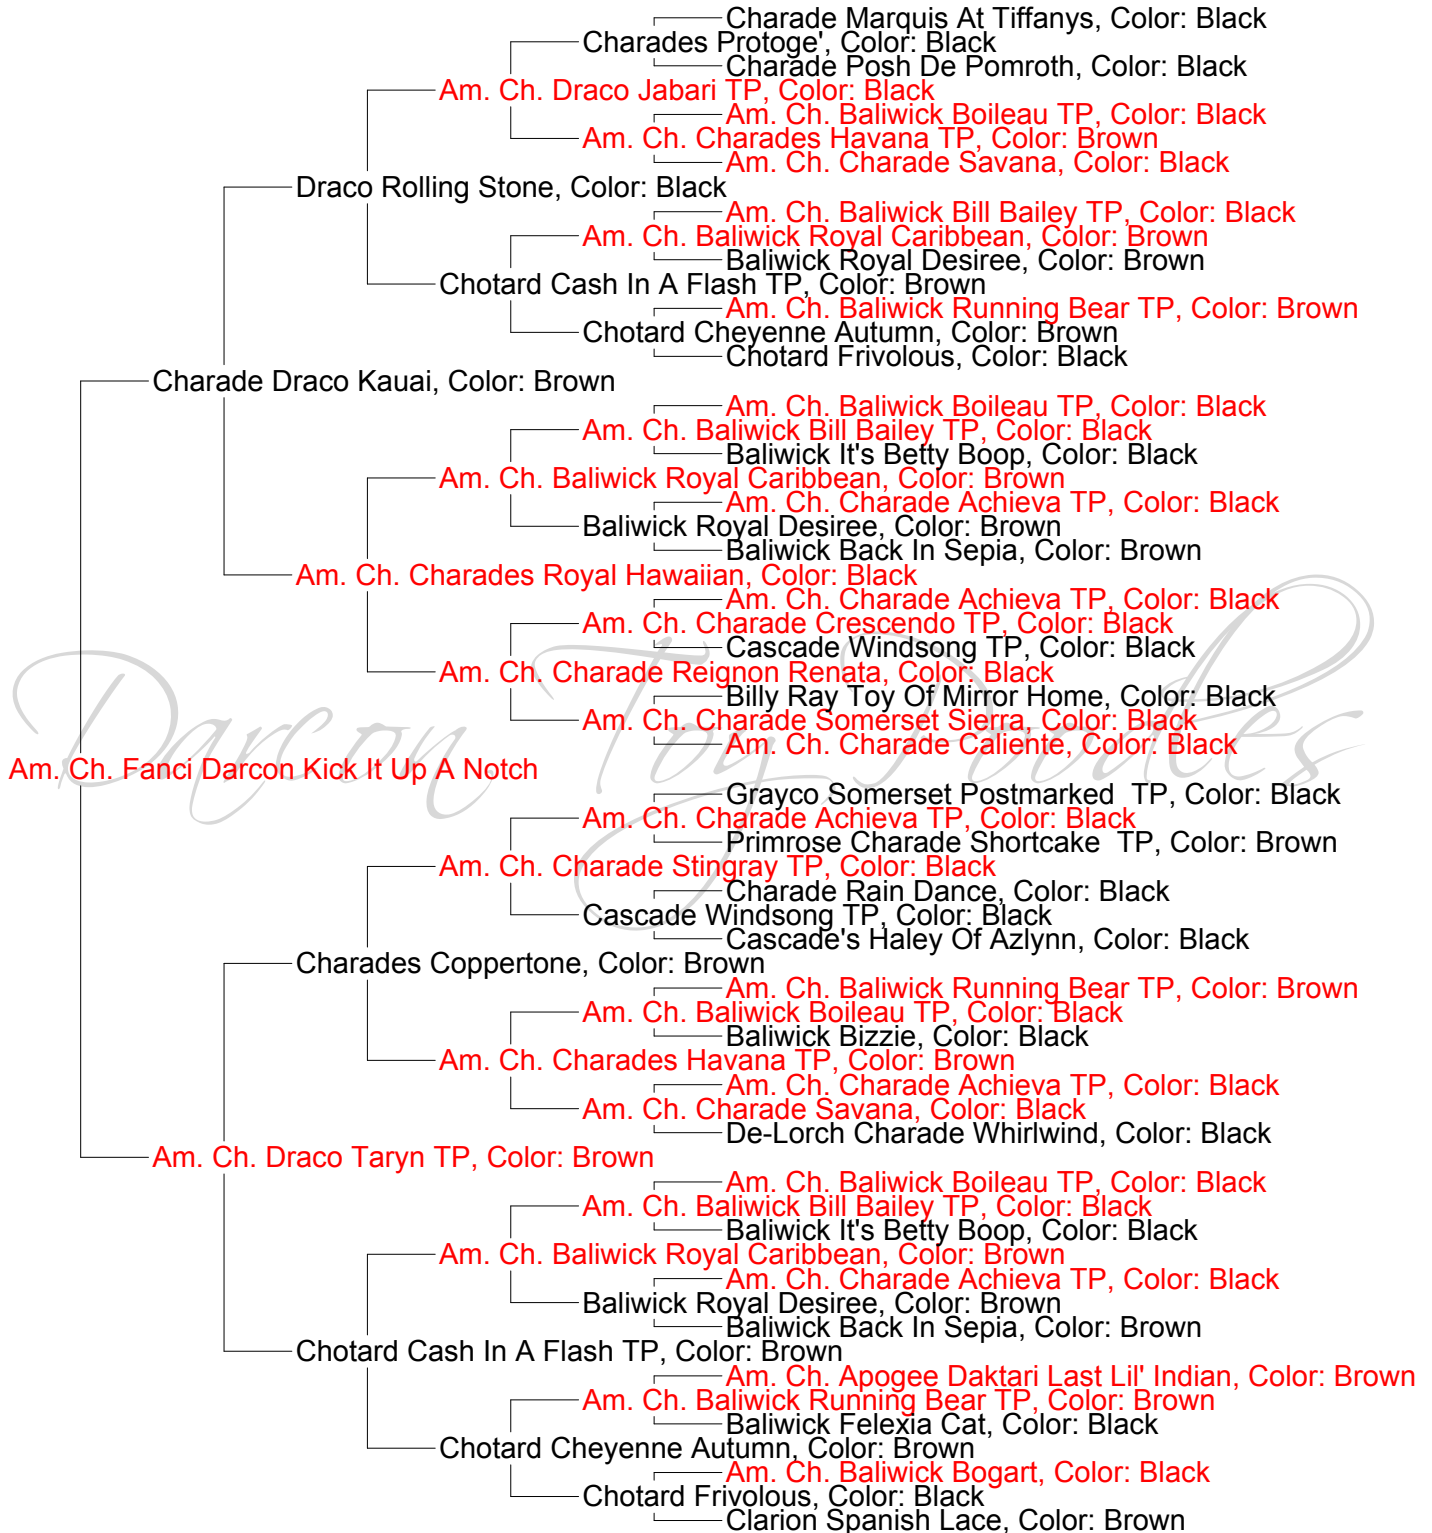 Charade Marquis At Tiffanys, Color: Black
Charades Protoge', Color: Black
Charade Posh De Pomroth, Color: Black
Am. Ch. Draco Jabari TP, Color: Black
Am. Ch. Baliwick Boileau TP, Color: Black
Am. Ch. Charades Havana TP, Color: Brown
Am. Ch. Charade Savana, Color: Black
Draco Rolling Stone, Color: Black
Am. Ch. Baliwick Bill Bailey TP, Color: Black
Am. Ch. Baliwick Royal Caribbean, Color: Brown
Baliwick Royal Desiree, Color: Brown
Chotard Cash In A Flash TP, Color: Brown
Am. Ch. Baliwick Running Bear TP, Color: Brown
Chotard Cheyenne Autumn, Color: Brown
Chotard Frivolous, Color: Black
Charade Draco Kauai, Color: Brown
Am. Ch. Baliwick Boileau TP, Color: Black
Am. Ch. Baliwick Bill Bailey TP, Color: Black
Baliwick It's Betty Boop, Color: Black
Am. Ch. Baliwick Royal Caribbean, Color: Brown
Am. Ch. Charade Achieva TP, Color: Black
Baliwick Royal Desiree, Color: Brown
Baliwick Back In Sepia, Color: Brown
Am. Ch. Charades Royal Hawaiian, Color: Black
Am. Ch. Charade Achieva TP, Color: Black
Am. Ch. Charade Crescendo TP, Color: Black
Cascade Windsong TP, Color: Black
Am. Ch. Charade Reignon Renata, Color: Black
Billy Ray Toy Of Mirror Home, Color: Black
Am. Ch. Charade Somerset Sierra, Color: Black
Am. Ch. Charade Caliente, Color: Black
Darcon Toy Poodles
Am. Ch. Fanci Darcon Kick It Up A Notch
Grayco Somerset Postmarked  TP, Color: Black
Am. Ch. Charade Achieva TP, Color: Black
Primrose Charade Shortcake  TP, Color: Brown
Am. Ch. Charade Stingray TP, Color: Black
Charade Rain Dance, Color: Black
Cascade Windsong TP, Color: Black
Cascade's Haley Of Azlynn, Color: Black
Charades Coppertone, Color: Brown
Am. Ch. Baliwick Running Bear TP, Color: Brown
Am. Ch. Baliwick Boileau TP, Color: Black
Baliwick Bizzie, Color: Black
Am. Ch. Charades Havana TP, Color: Brown
Am. Ch. Charade Achieva TP, Color: Black
Am. Ch. Charade Savana, Color: Black
De-Lorch Charade Whirlwind, Color: Black
Am. Ch. Draco Taryn TP, Color: Brown
Am. Ch. Baliwick Boileau TP, Color: Black
Am. Ch. Baliwick Bill Bailey TP, Color: Black
Baliwick It's Betty Boop, Color: Black
Am. Ch. Baliwick Royal Caribbean, Color: Brown
Am. Ch. Charade Achieva TP, Color: Black
Baliwick Royal Desiree, Color: Brown
Baliwick Back In Sepia, Color: Brown
Chotard Cash In A Flash TP, Color: Brown
Am. Ch. Apogee Daktari Last Lil' Indian, Color: Brown
Am. Ch. Baliwick Running Bear TP, Color: Brown
Baliwick Felexia Cat, Color: Black
Chotard Cheyenne Autumn, Color: Brown
Am. Ch. Baliwick Bogart, Color: Black
Chotard Frivolous, Color: Black
Clarion Spanish Lace, Color: Brown